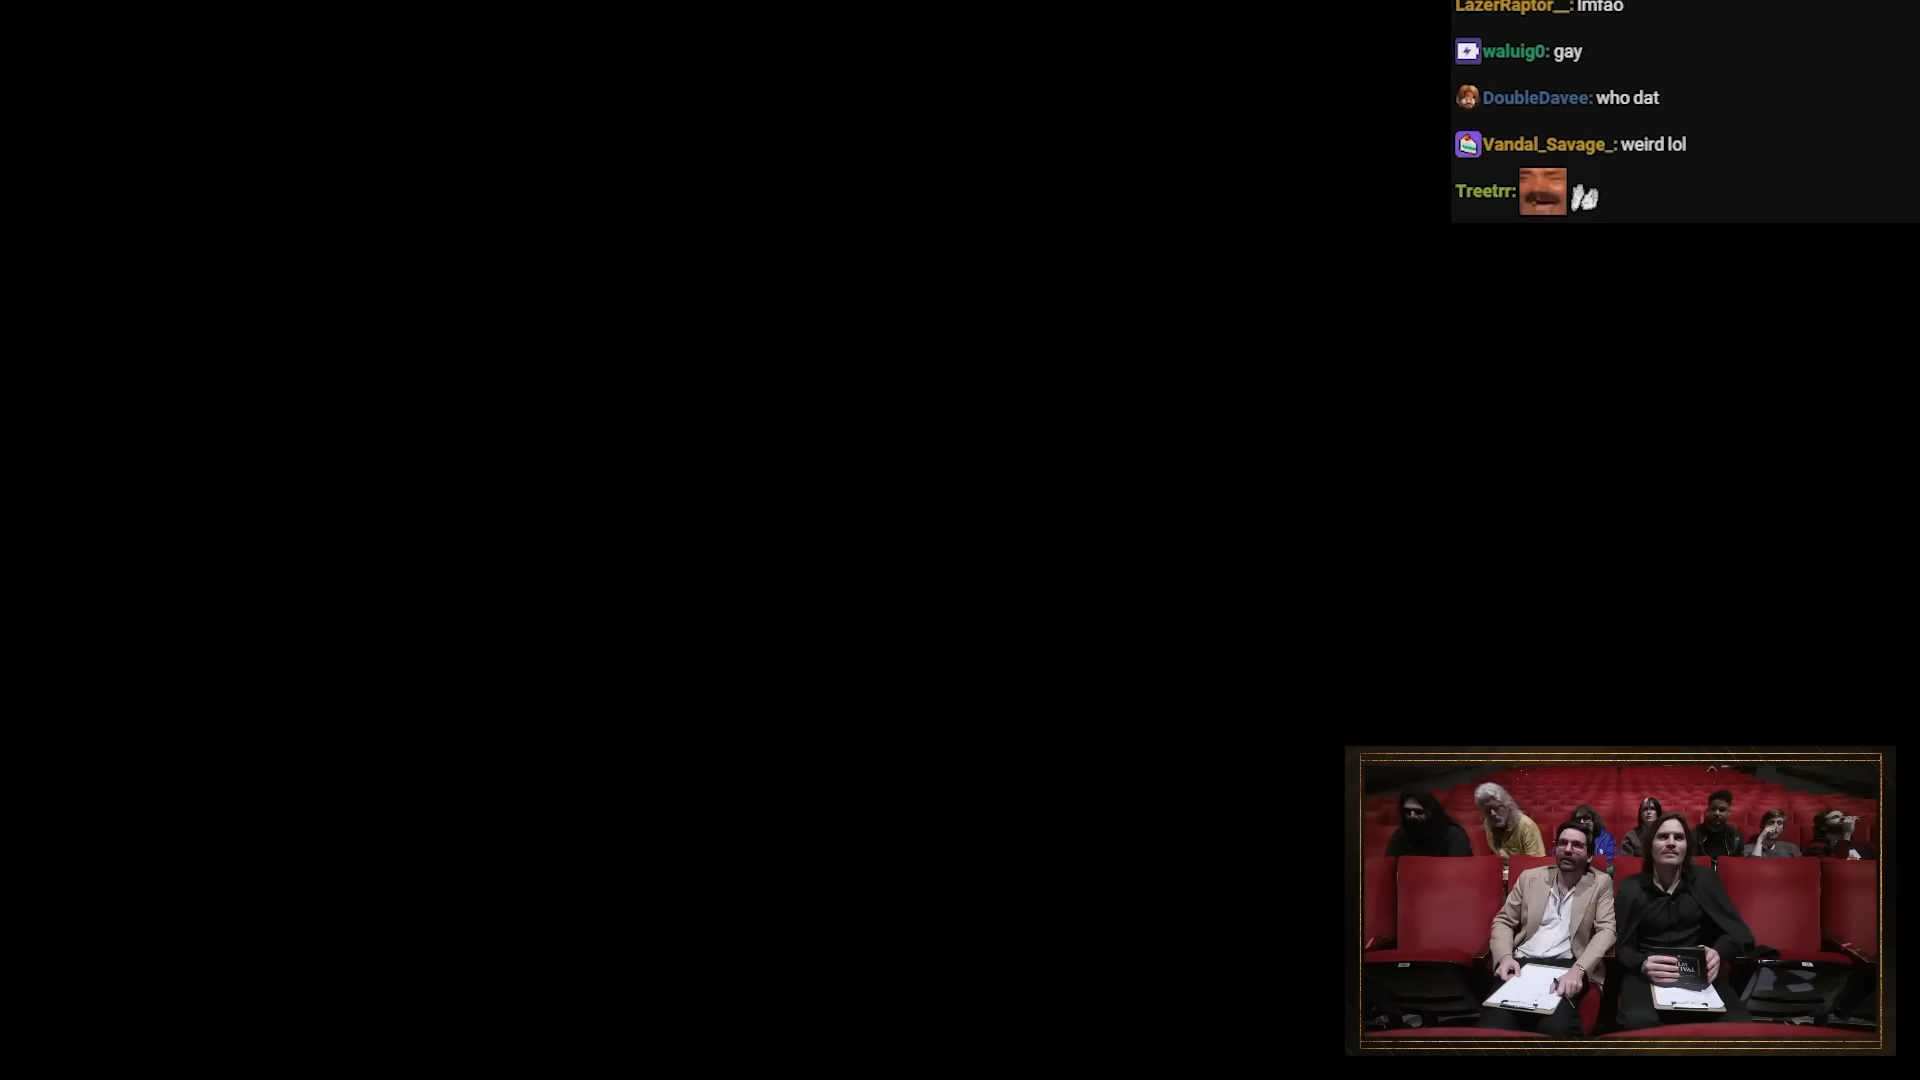 LazerRaptor__: lmfao
waluig0: gay
DoubleDavee: who dat
Vandal_Savage_: weird lol
Treetrr: